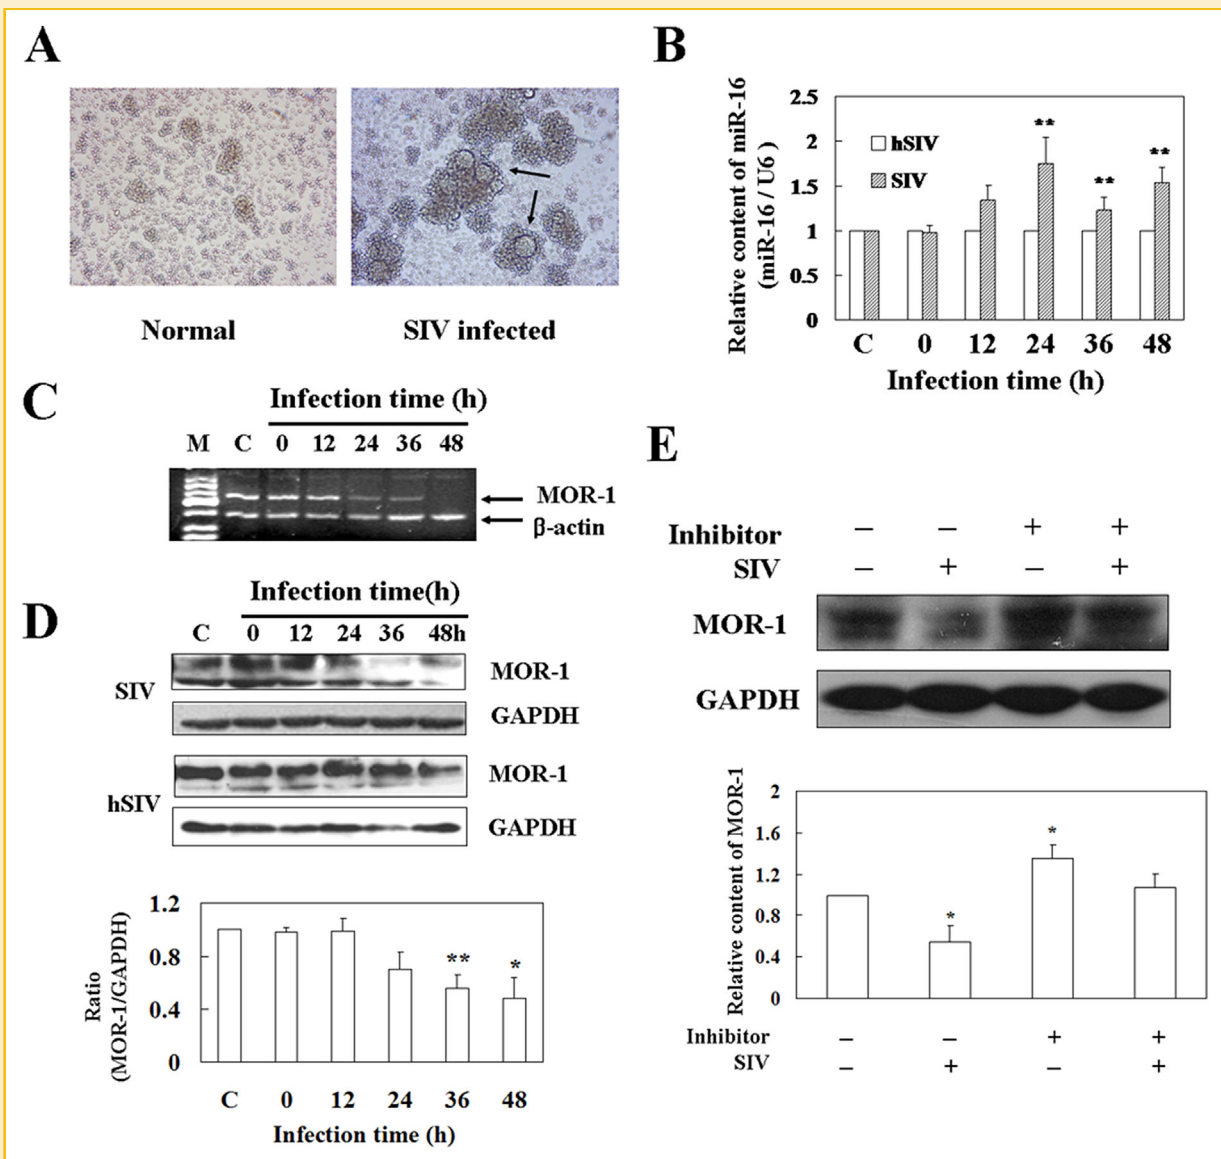 A
Normal
SIV infected
B
Relative content of miR-16
(miR-16 / U6 )
2.5
2
1.5
1
0.5
0
hSIV
SIV
**
**
**
C 0 12 24 36 48
Infection time (h)
C
Infection time (h)
M C 0 12 24 36 48
MOR-1
β-actin
D
Infection time(h)
C 0 12 24 36 48h
SIV
MOR-1
GAPDH
hSIV
MOR-1
GAPDH
Ratio
(MOR-1/GAPDH)
1.2
0.8
0.4
0
**
*
C 0 12 24 36 48
Infection time (h)
E
Inhibitor – – + +
SIV – + – +
MOR-1
GAPDH
Relative content of MOR-1
2
1.6
1.2
0.8
0.4
0
*
*
Inhibitor – – + +
SIV – + – +